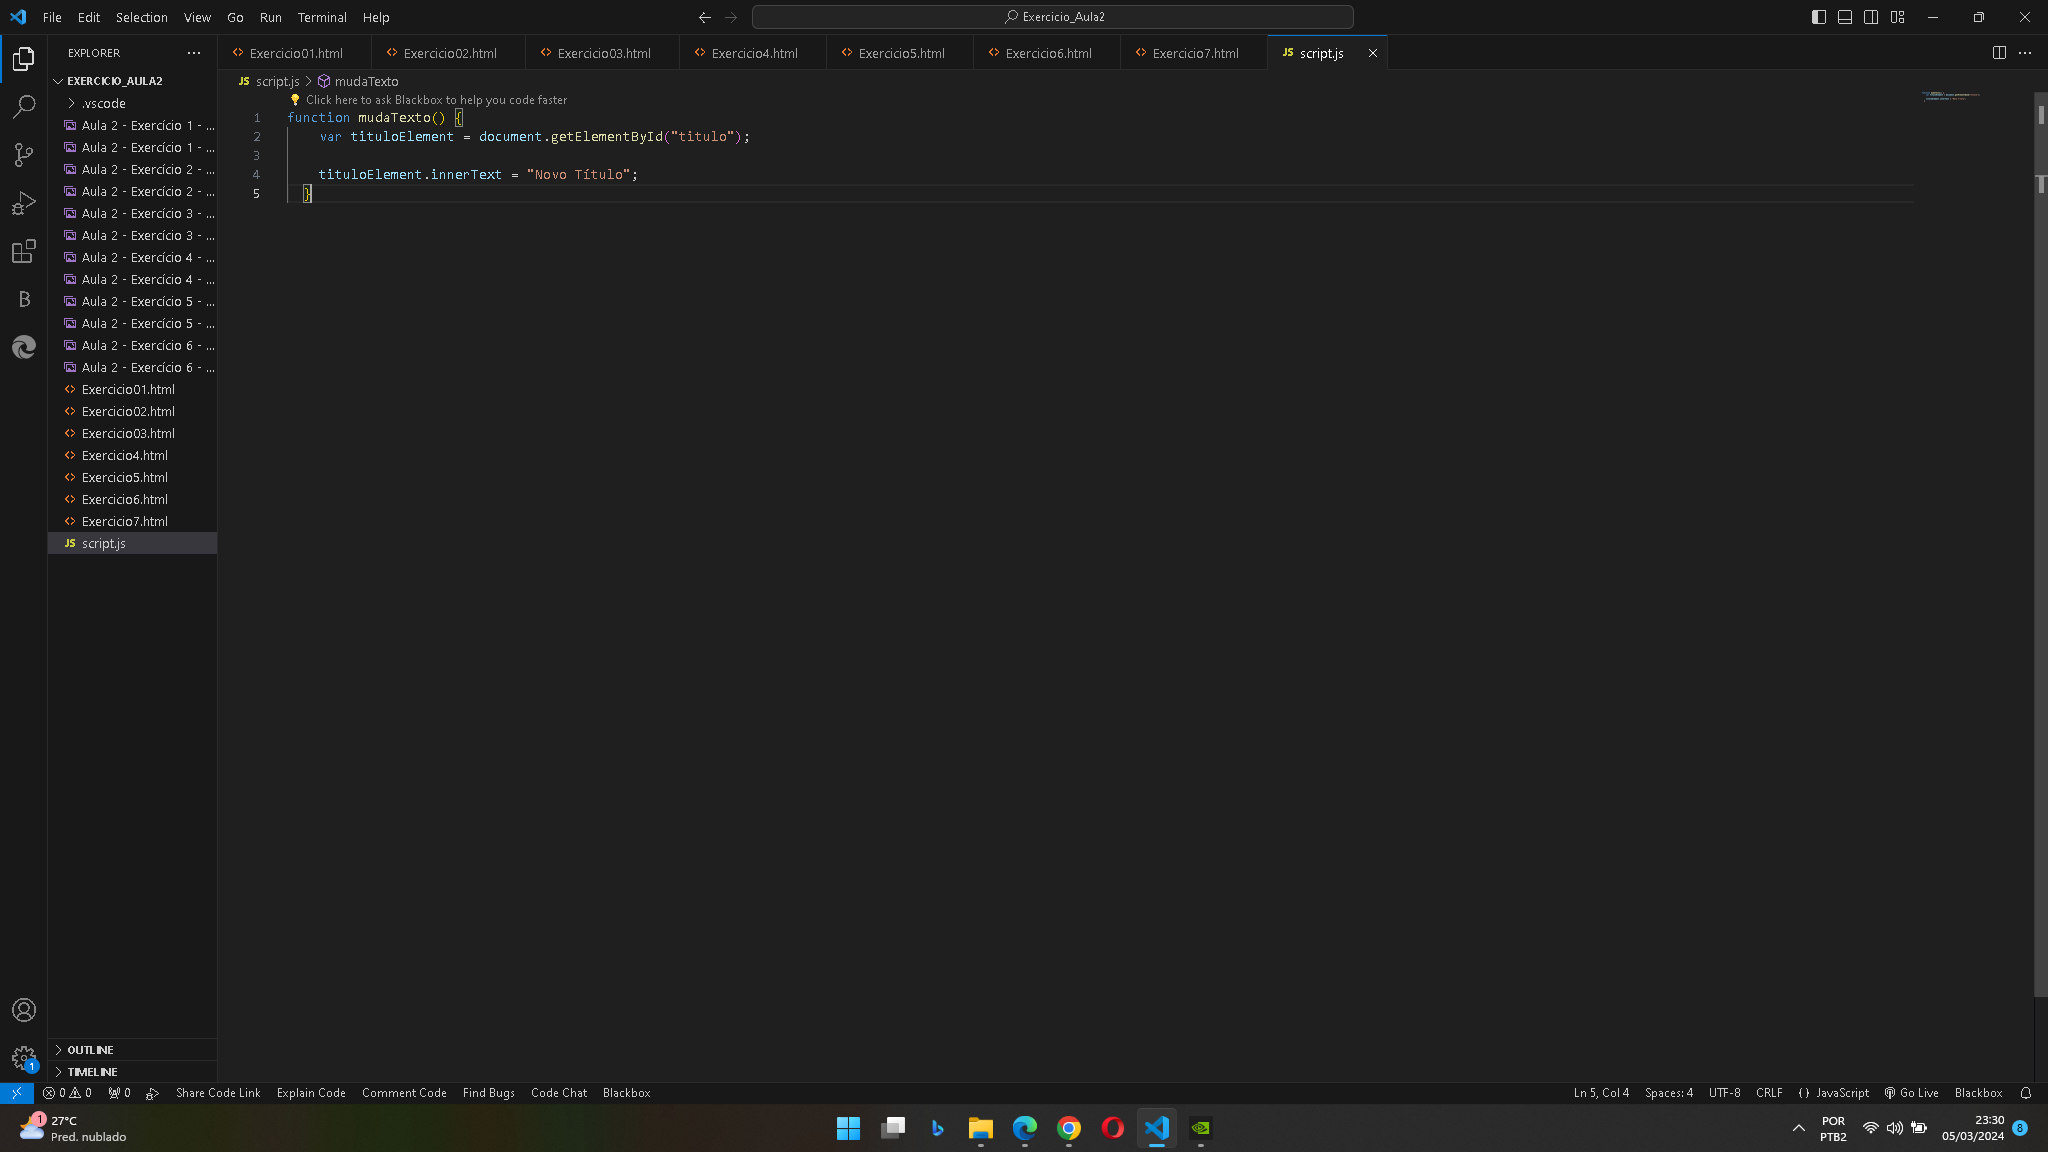 File Edit Selection View Go Run Terminal Help
Exercicio_Aula2
EXPLORER
Exercicio01.html Exercicio02.html Exercicio03.html Exercicio4.html Exercicio5.html Exercicio6.html Exercicio7.html JS script.js
EXERCICIO_AULA2
JS script.js > mudaTexto
.vscode
Click here to ask Blackbox to help you code faster
1 function mudaTexto() {
2 var tituloElement = document.getElementById("titulo");
3
4 tituloElement.innerText = "Novo Título";
5 }
Aula 2 - Exercício 1 - ...
Aula 2 - Exercício 1 - ...
Aula 2 - Exercício 2 - ...
Aula 2 - Exercício 2 - ...
Aula 2 - Exercício 3 - ...
Aula 2 - Exercício 3 - ...
Aula 2 - Exercício 4 - ...
Aula 2 - Exercício 4 - ...
Aula 2 - Exercício 5 - ...
Aula 2 - Exercício 5 - ...
Aula 2 - Exercício 6 - ...
Aula 2 - Exercício 6 - ...
Exercicio01.html
Exercicio02.html
Exercicio03.html
Exercicio4.html
Exercicio5.html
Exercicio6.html
Exercicio7.html
JS script.js
B
OUTLINE
TIMELINE
1
0 0 0 Share Code Link Explain Code Comment Code Find Bugs Code Chat Blackbox
Ln 5, Col 4 Spaces: 4 UTF-8 CRLF {} JavaScript Go Live Blackbox
1
27°C
Pred. nublado
POR
PTB2
23:30
05/03/2024
8